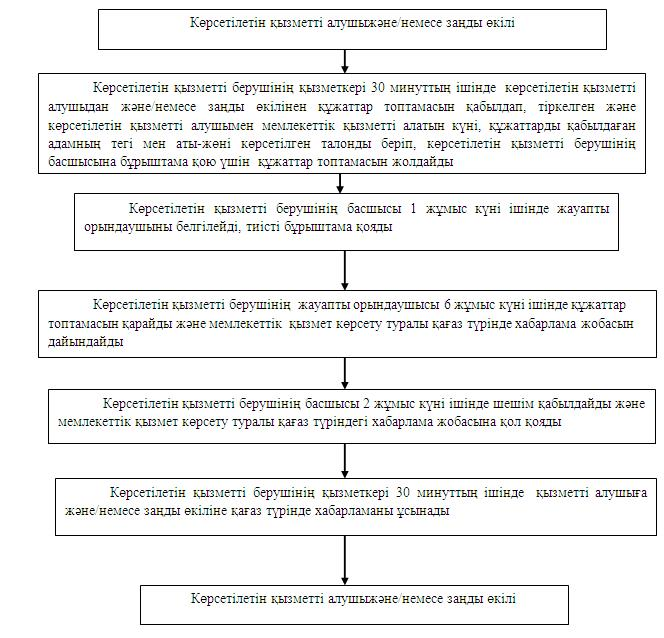 Көрсетілетін қызметті алушыжәне/немесе заңды өкілі
Көрсетілетін қызметті берушінің қызметкері 30 минуттың ішінде көрсетілетін қызметті
алушыдан және/немесе заңды өкілінен құжаттар топтамасын қабылдап, тіркелген және
көрсетілетін қызметті алушымен мемлекеттік қызметті алатын күні, құжаттарды қабылдаған
адамның тегі мен аты-жөні көрсетілген талонды беріп, көрсетілетін қызметті берушінің
басшысына бұрыштама қою үшін құжаттар топтамасын жолдайды
Көрсетілетін қызметті берушінің басшысы 1 жұмыс күні ішінде жауапты
орындаушыны белгілейді, тиісті бұрыштама қояды
Көрсетілетін қызметті берушінің жауапты орындаушысы 6 жұмыс күні ішінде құжаттар
топтамасын қарайды және мемлекеттік қызмет көрсету туралы қағаз түрінде хабарлама жобасын
дайындайды
Көрсетілетін қызметті берушінің басшысы 2 жұмыс күні ішінде шешім қабылдайды және
мемлекеттік қызмет көрсету туралы қағаз түріндегі хабарлама жобасына қол қояды
Көрсетілетін қызметті берушінің қызметкері 30 минуттың ішінде қызметті алушыға
және/немесе заңды өкіліне қағаз түрінде хабарламаны ұсынады
Көрсетілетін қызметті алушыжәне/немесе заңды өкілі